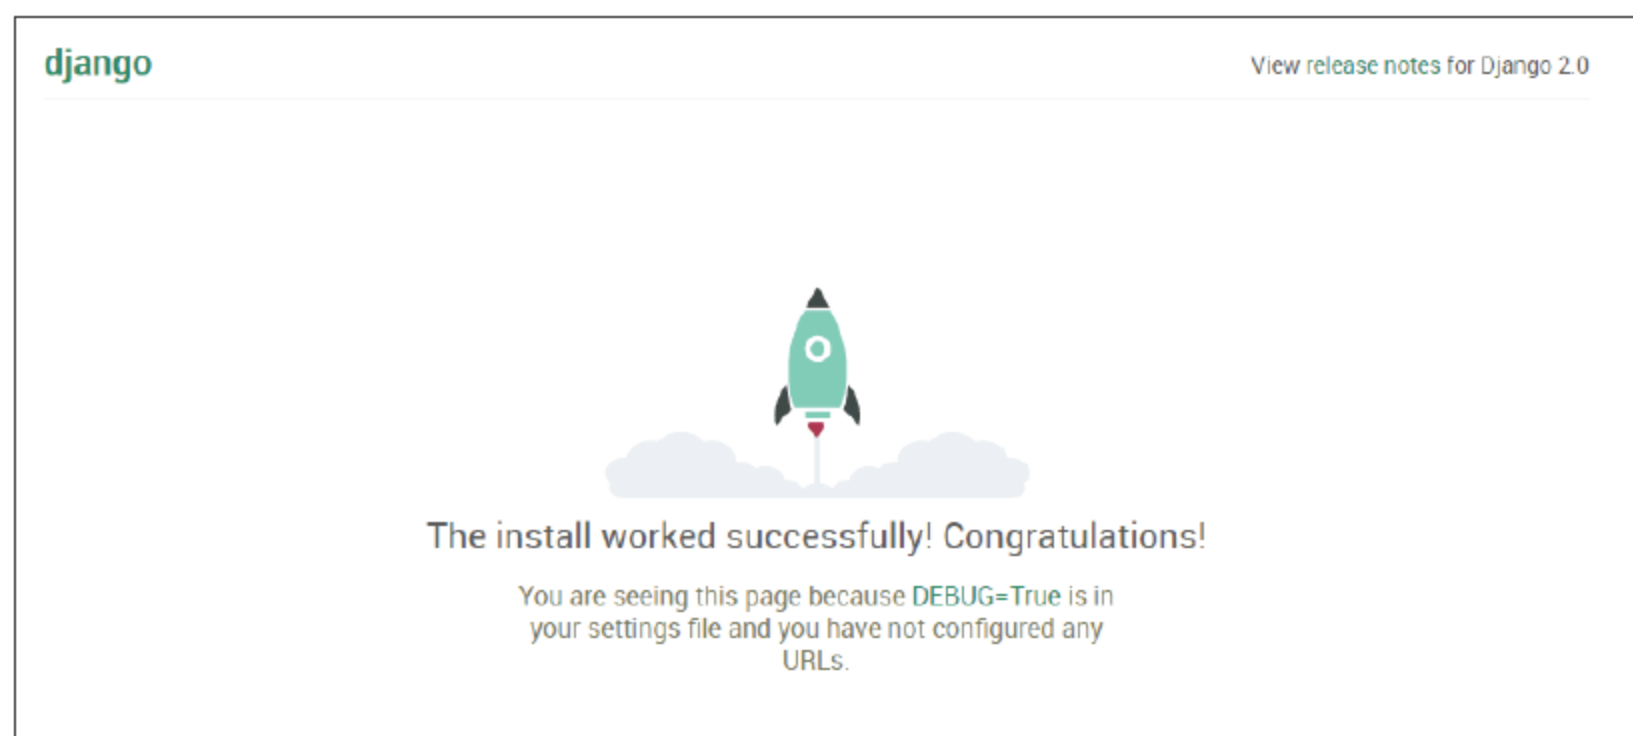 django
View release notes for Django 2.0
The install worked successfully! Congratulations!
You are seeing this page because DEBUG=True is in
your settings file and you have not configured any
URLs.